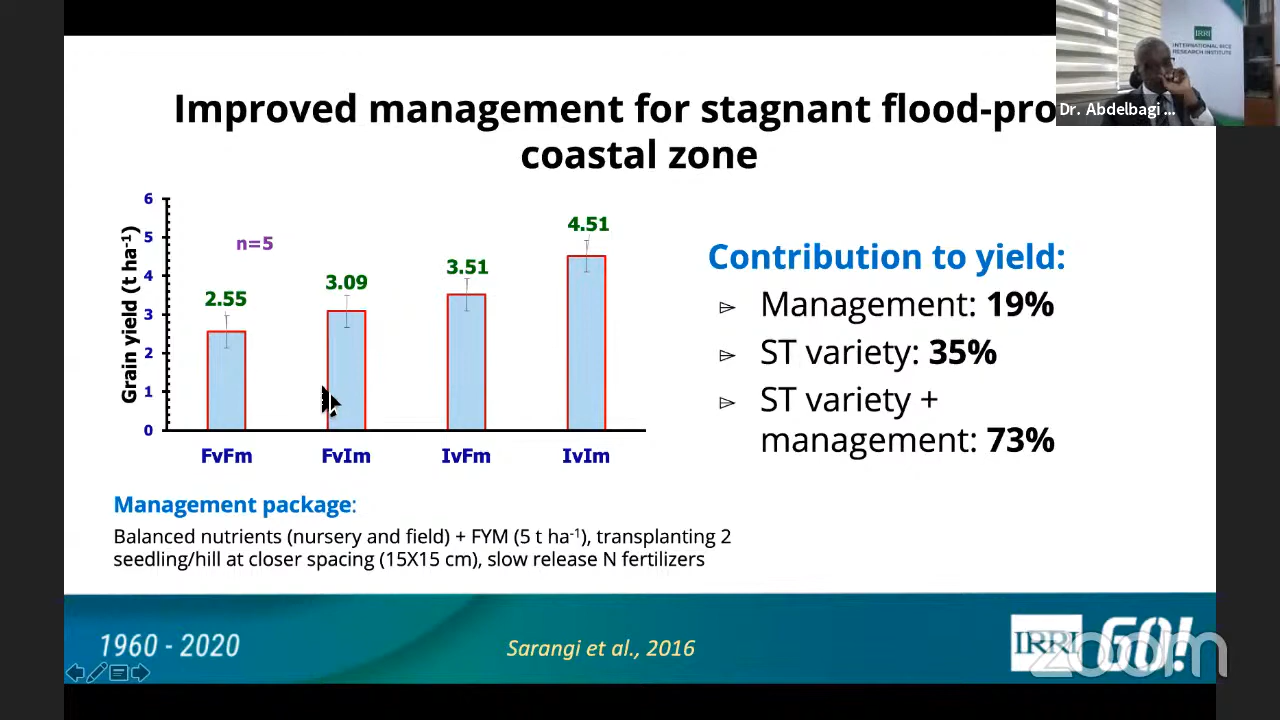 IRRI
INTERNATIONAL RICE
RESEARCH INSTITUTE
Dr. Abdelbagi ...
Improved management for stagnant flood-pro
coastal zone
Grain yield (t ha-1)
6
5
4
3
2
1
0
n=5
2.55
3.09
3.51
4.51
FvFm
FvIm
IvFm
IvIm
Contribution to yield:
Management: 19%
ST variety: 35%
ST variety +
management: 73%
Management package:
Balanced nutrients (nursery and field) + FYM (5 t ha-1), transplanting 2
seedling/hill at closer spacing (15X15 cm), slow release N fertilizers
1960 - 2020
Sarangi et al., 2016
IRRI GO!
zoom